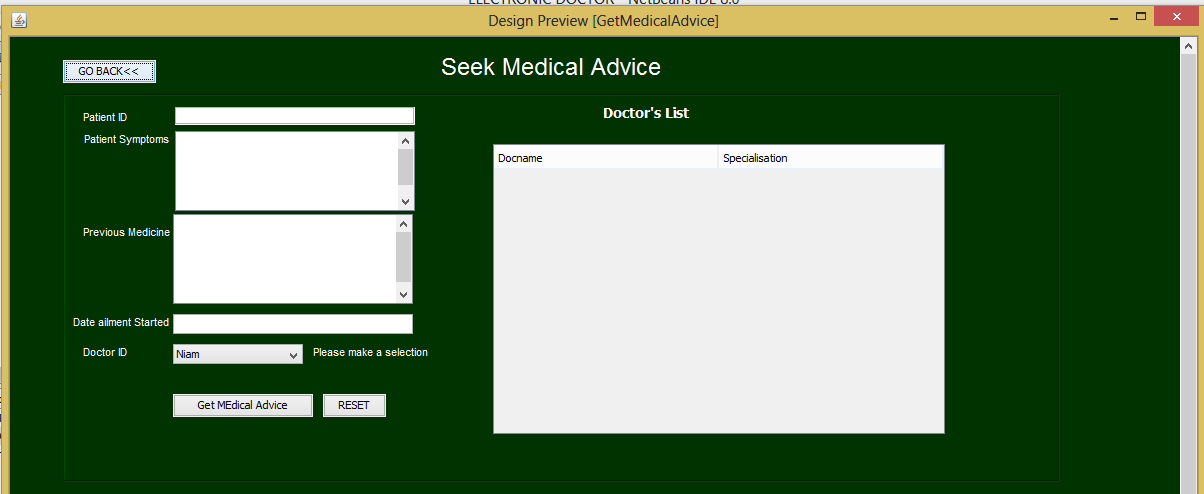 ELECTRONIC DOCTOR - NetBeans IDE 8.0
Design Preview [GetMedicalAdvice]
GO BACK<<
Seek Medical Advice
Patient ID
Patient Symptoms
Previous Medicine
Date ailment Started
Doctor ID
Niam
Please make a selection
Get MEdical Advice
RESET
Doctor's List
Docname
Specialisation